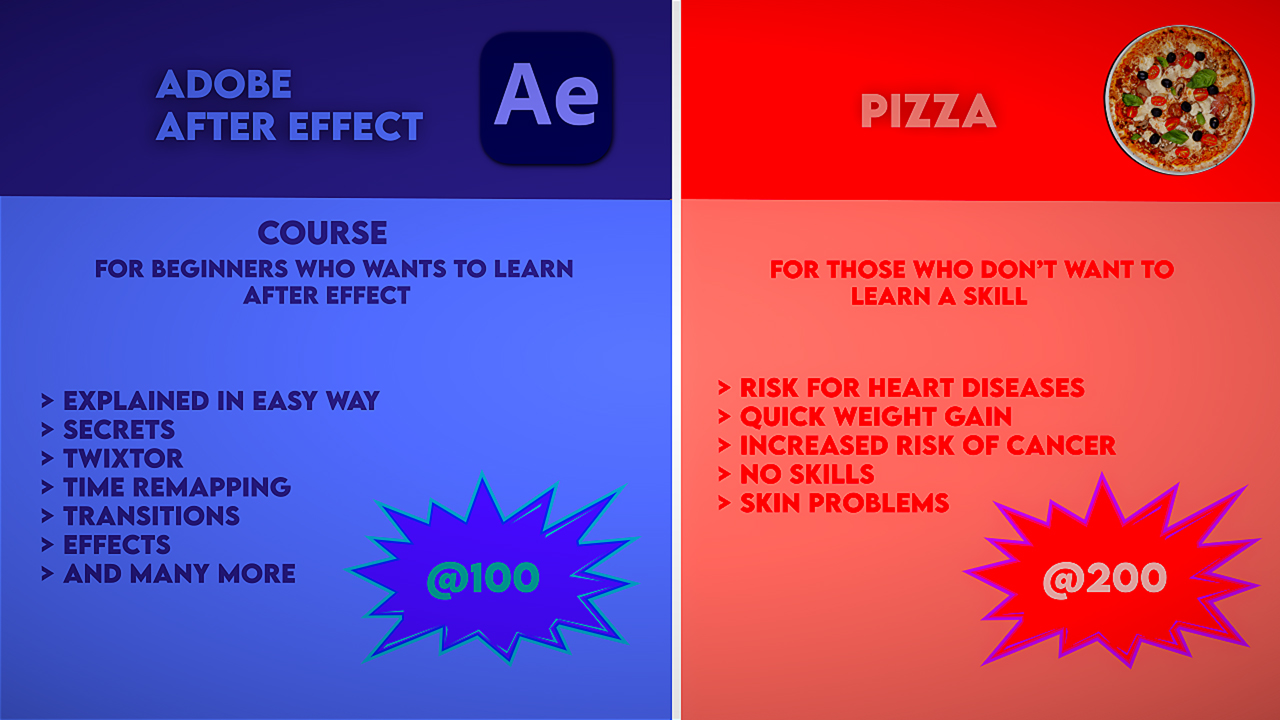 ADOBE
AFTER EFFECT
Ae
COURSE
FOR BEGINNERS WHO WANTS TO LEARN
AFTER EFFECT
> EXPLAINED IN EASY WAY
> SECRETS
> TWIXTOR
> TIME REMAPPING
> TRANSITIONS
> EFFECTS
> AND MANY MORE
@100
PIZZA
FOR THOSE WHO DON'T WANT TO
LEARN A SKILL
> RISK FOR HEART DISEASES
> QUICK WEIGHT GAIN
> INCREASED RISK OF CANCER
> NO SKILLS
> SKIN PROBLEMS
@200